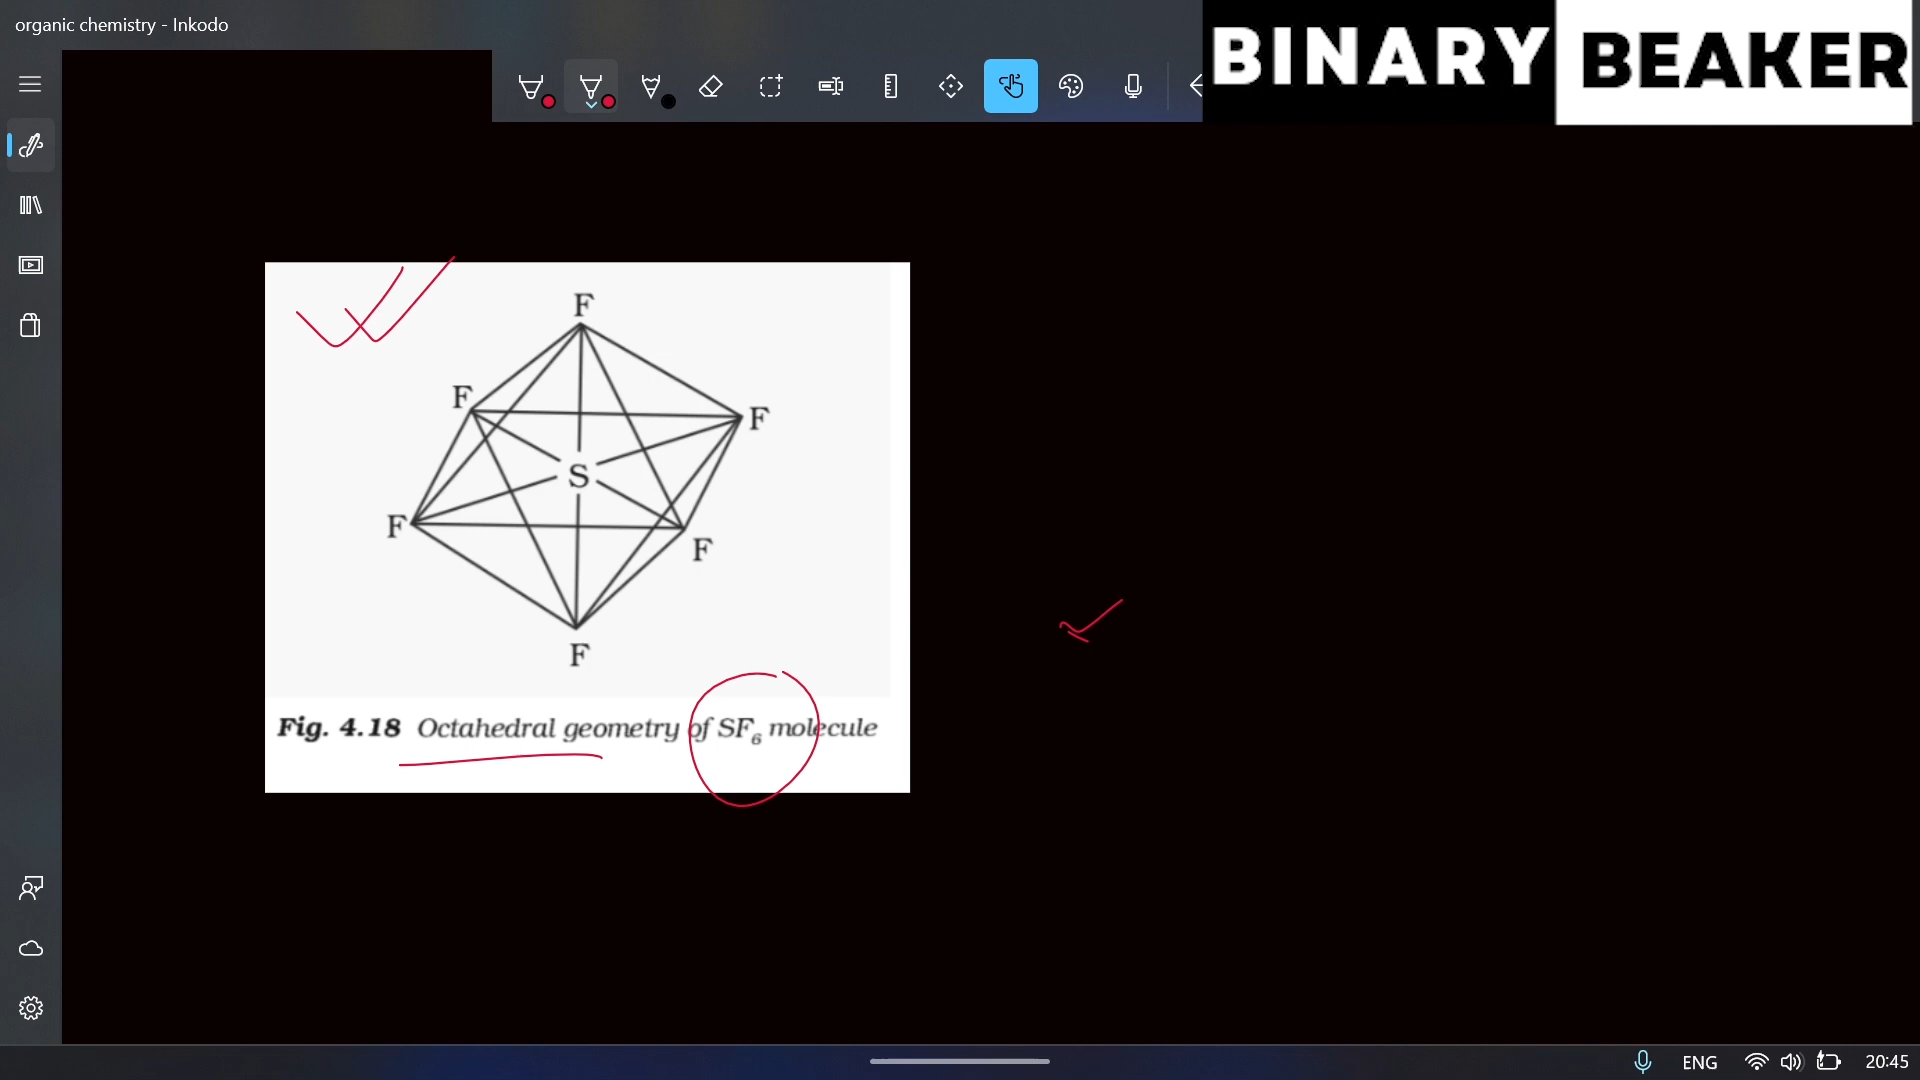 organic chemistry - Inkodo
BINARY BEAKER
F
F
F
S
F
F
F
Fig. 4.18 Octahedral geometry of SF₆ molecule
ENG
20:45